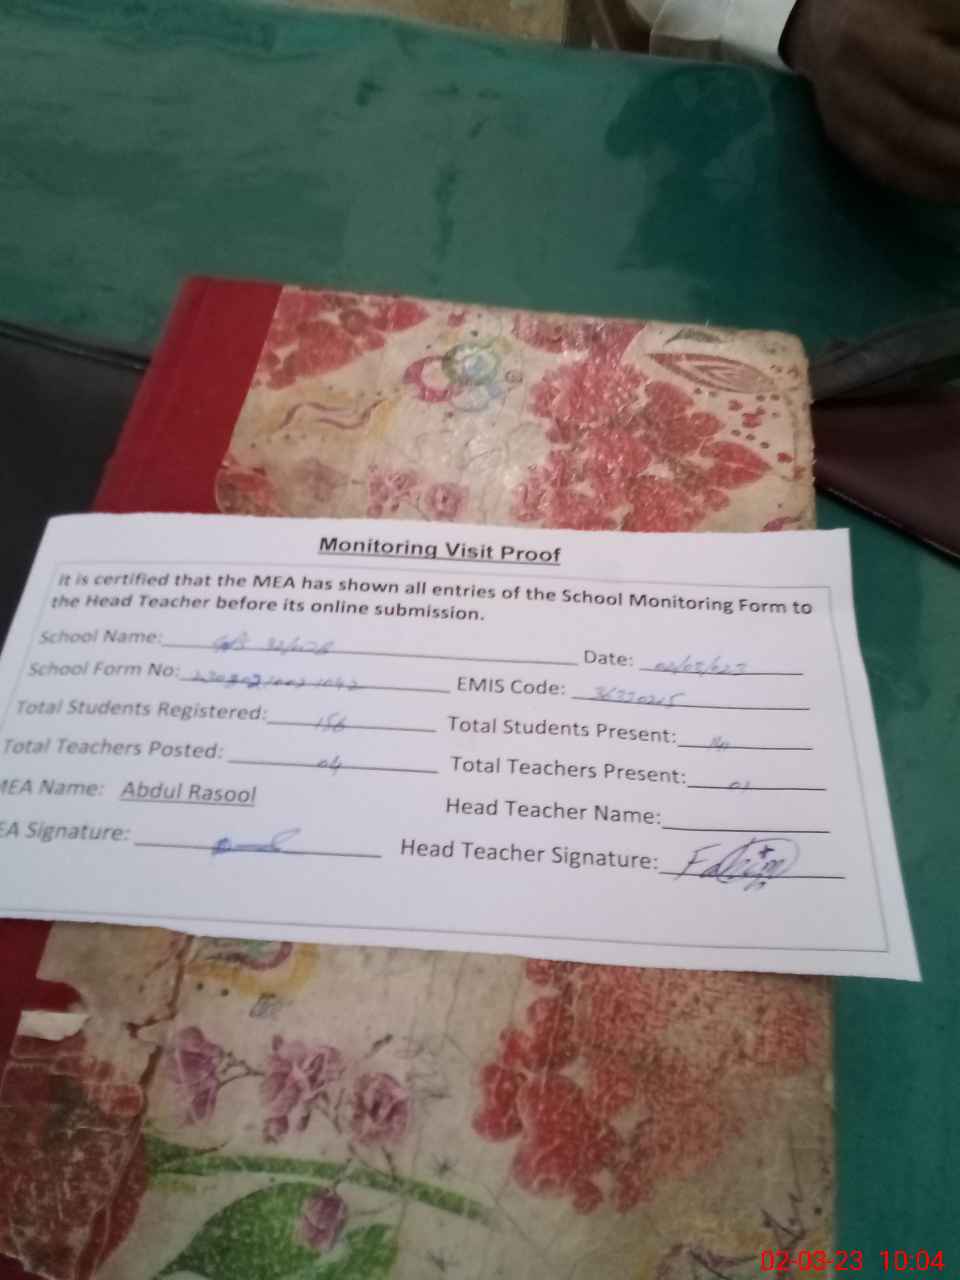 Monitoring Visit Proof
It is certified that the MEA has shown all entries of the School Monitoring Form to
the Head Teacher before its online submission.
School Name: Date:
School Form No: EMIS Code:
Total Students Registered: 156 Total Students Present:
Total Teachers Posted: 04 Total Teachers Present: 01
MEA Name: Abdul Rasool Head Teacher Name:
EA Signature: Head Teacher Signature:
02-03-23 10:04